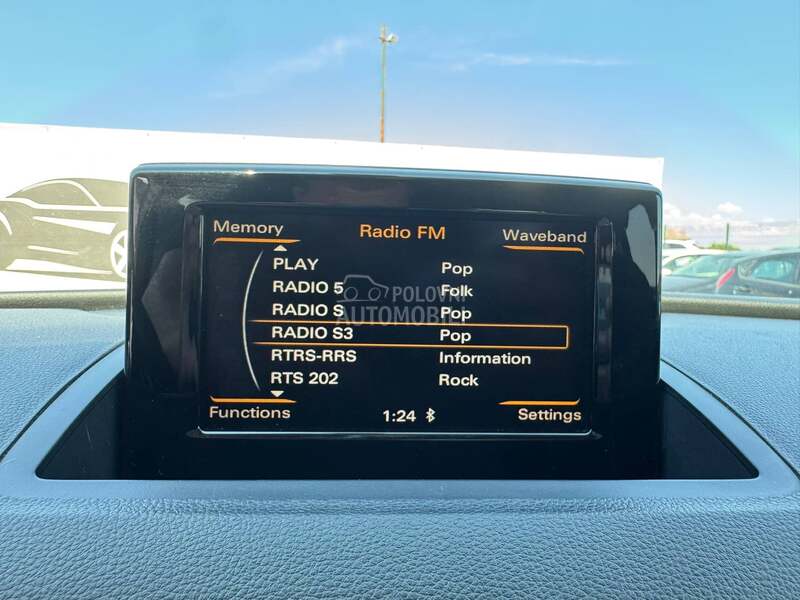 Memory Radio FM Waveband
PLAY Pop
RADIO 5 Folk
RADIO S Pop
RADIO S3 Pop
RTRS-RRS Information
RTS 202 Rock
Functions 1:24 Settings
POLOVNI
AUTOMOBILI